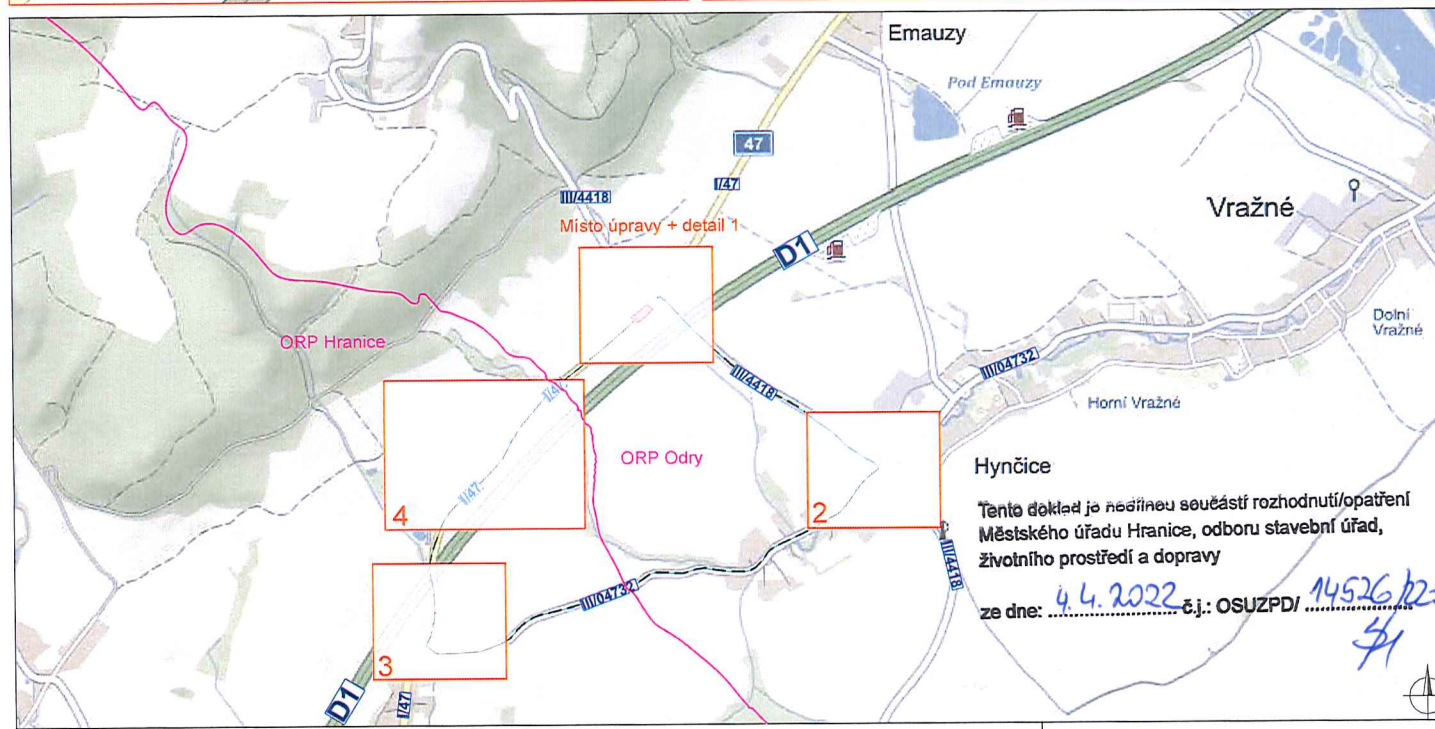 Emauzy
Pod Emauzy
47
I/47
III/4418
Místo úpravy + detail 1
Vražné
D1
Dolní
Vražné
ORP Hranice
III/04732
III/4418
I/47
Horní Vražné
ORP Odry
Hynčice
I/47
4
2
Tento doklad je nedílnou součástí rozhodnutí/opatření
Městského úřadu Hranice, odboru stavební úřad,
životního prostředí a dopravy
III/4418
III/04732
ze dne: 4.4.2022 č.j.: OSUZPD/ 14526/22
3
D1
I/47